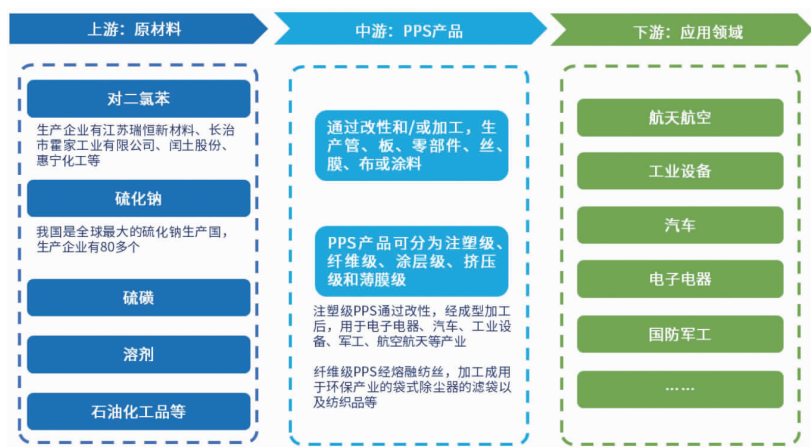 上游：原材料
对二氯苯
生产企业有江苏瑞恒新材料、长治
市霍家工业有限公司、闰土股份、
惠宁化工等
硫化钠
我国是全球最大的硫化钠生产国，
生产企业有80多个
硫磺
溶剂
石油化工品等
中游：PPS产品
通过改性和/或加工，生
产管、板、零部件、丝、
膜、布或涂料
PPS产品可分为注塑级、
纤维级、涂层级、挤压
级和薄膜级
注塑级PPS通过改性，经成型加工
后，用于电子电器、汽车、工业设
备、军工、航空航天等产业
纤维级PPS经熔融纺丝，加工成用
于环保产业的袋式除尘器的滤袋以
及纺织品等
下游：应用领域
航天航空
工业设备
汽车
电子电器
国防军工
……